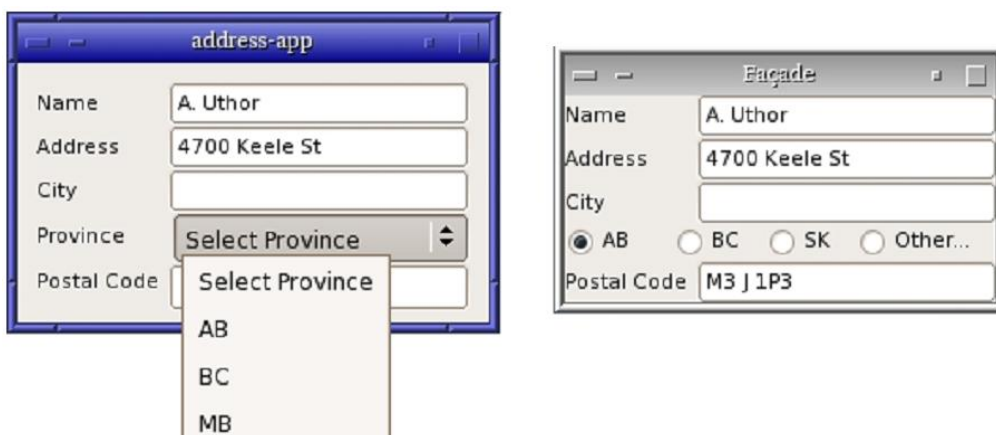 address-app
Name A. Uthor
Address 4700 Keele St
City
Province Select Province
Postal Code
Select Province
AB
BC
MB
Façade
Name A. Uthor
Address 4700 Keele St
City
AB BC SK Other...
Postal Code M3 J 1P3